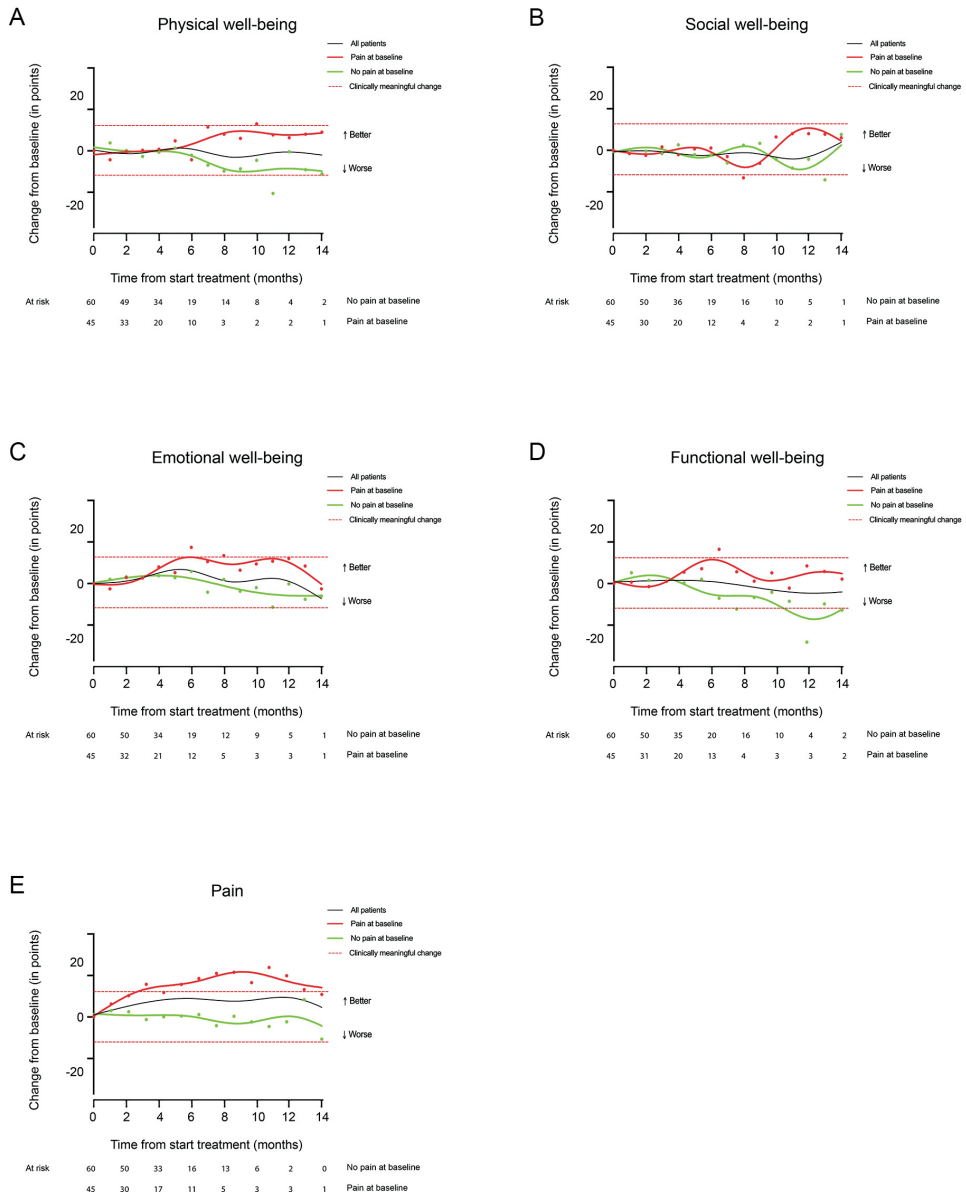 A
Physical well-being
All patients
Pain at baseline
No pain at baseline
Clinically meaningful change
Change from baseline (in points)
20
0
-20
↑ Better
↓ Worse
0 2 4 6 8 10 12 14
Time from start treatment (months)
At risk 60 49 34 19 14 8 4 2 No pain at baseline
45 33 20 10 3 2 2 1 Pain at baseline
B
Social well-being
All patients
Pain at baseline
No pain at baseline
Clinically meaningful change
Change from baseline (in points)
20
0
-20
↑ Better
↓ Worse
0 2 4 6 8 10 12 14
Time from start treatment (months)
At risk 60 50 36 19 16 10 5 1 No pain at baseline
45 30 20 12 4 2 2 1 Pain at baseline
C
Emotional well-being
All patients
Pain at baseline
No pain at baseline
Clinically meaningful change
Change from baseline (in points)
20
0
-20
↑ Better
↓ Worse
0 2 4 6 8 10 12 14
Time from start treatment (months)
At risk 60 50 34 19 12 9 5 1 No pain at baseline
45 32 21 12 5 3 3 1 Pain at baseline
D
Functional well-being
All patients
Pain at baseline
No pain at baseline
Clinically meaningful change
Change from baseline (in points)
20
0
-20
↑ Better
↓ Worse
0 2 4 6 8 10 12 14
Time from start treatment (months)
At risk 60 50 35 20 16 10 4 2 No pain at baseline
45 31 20 13 4 3 3 2 Pain at baseline
E
Pain
All patients
Pain at baseline
No pain at baseline
Clinically meaningful change
Change from baseline (in points)
20
0
-20
↑ Better
↓ Worse
0 2 4 6 8 10 12 14
Time from start treatment (months)
At risk 60 50 33 16 13 6 2 0 No pain at baseline
45 30 17 11 5 3 3 1 Pain at baseline